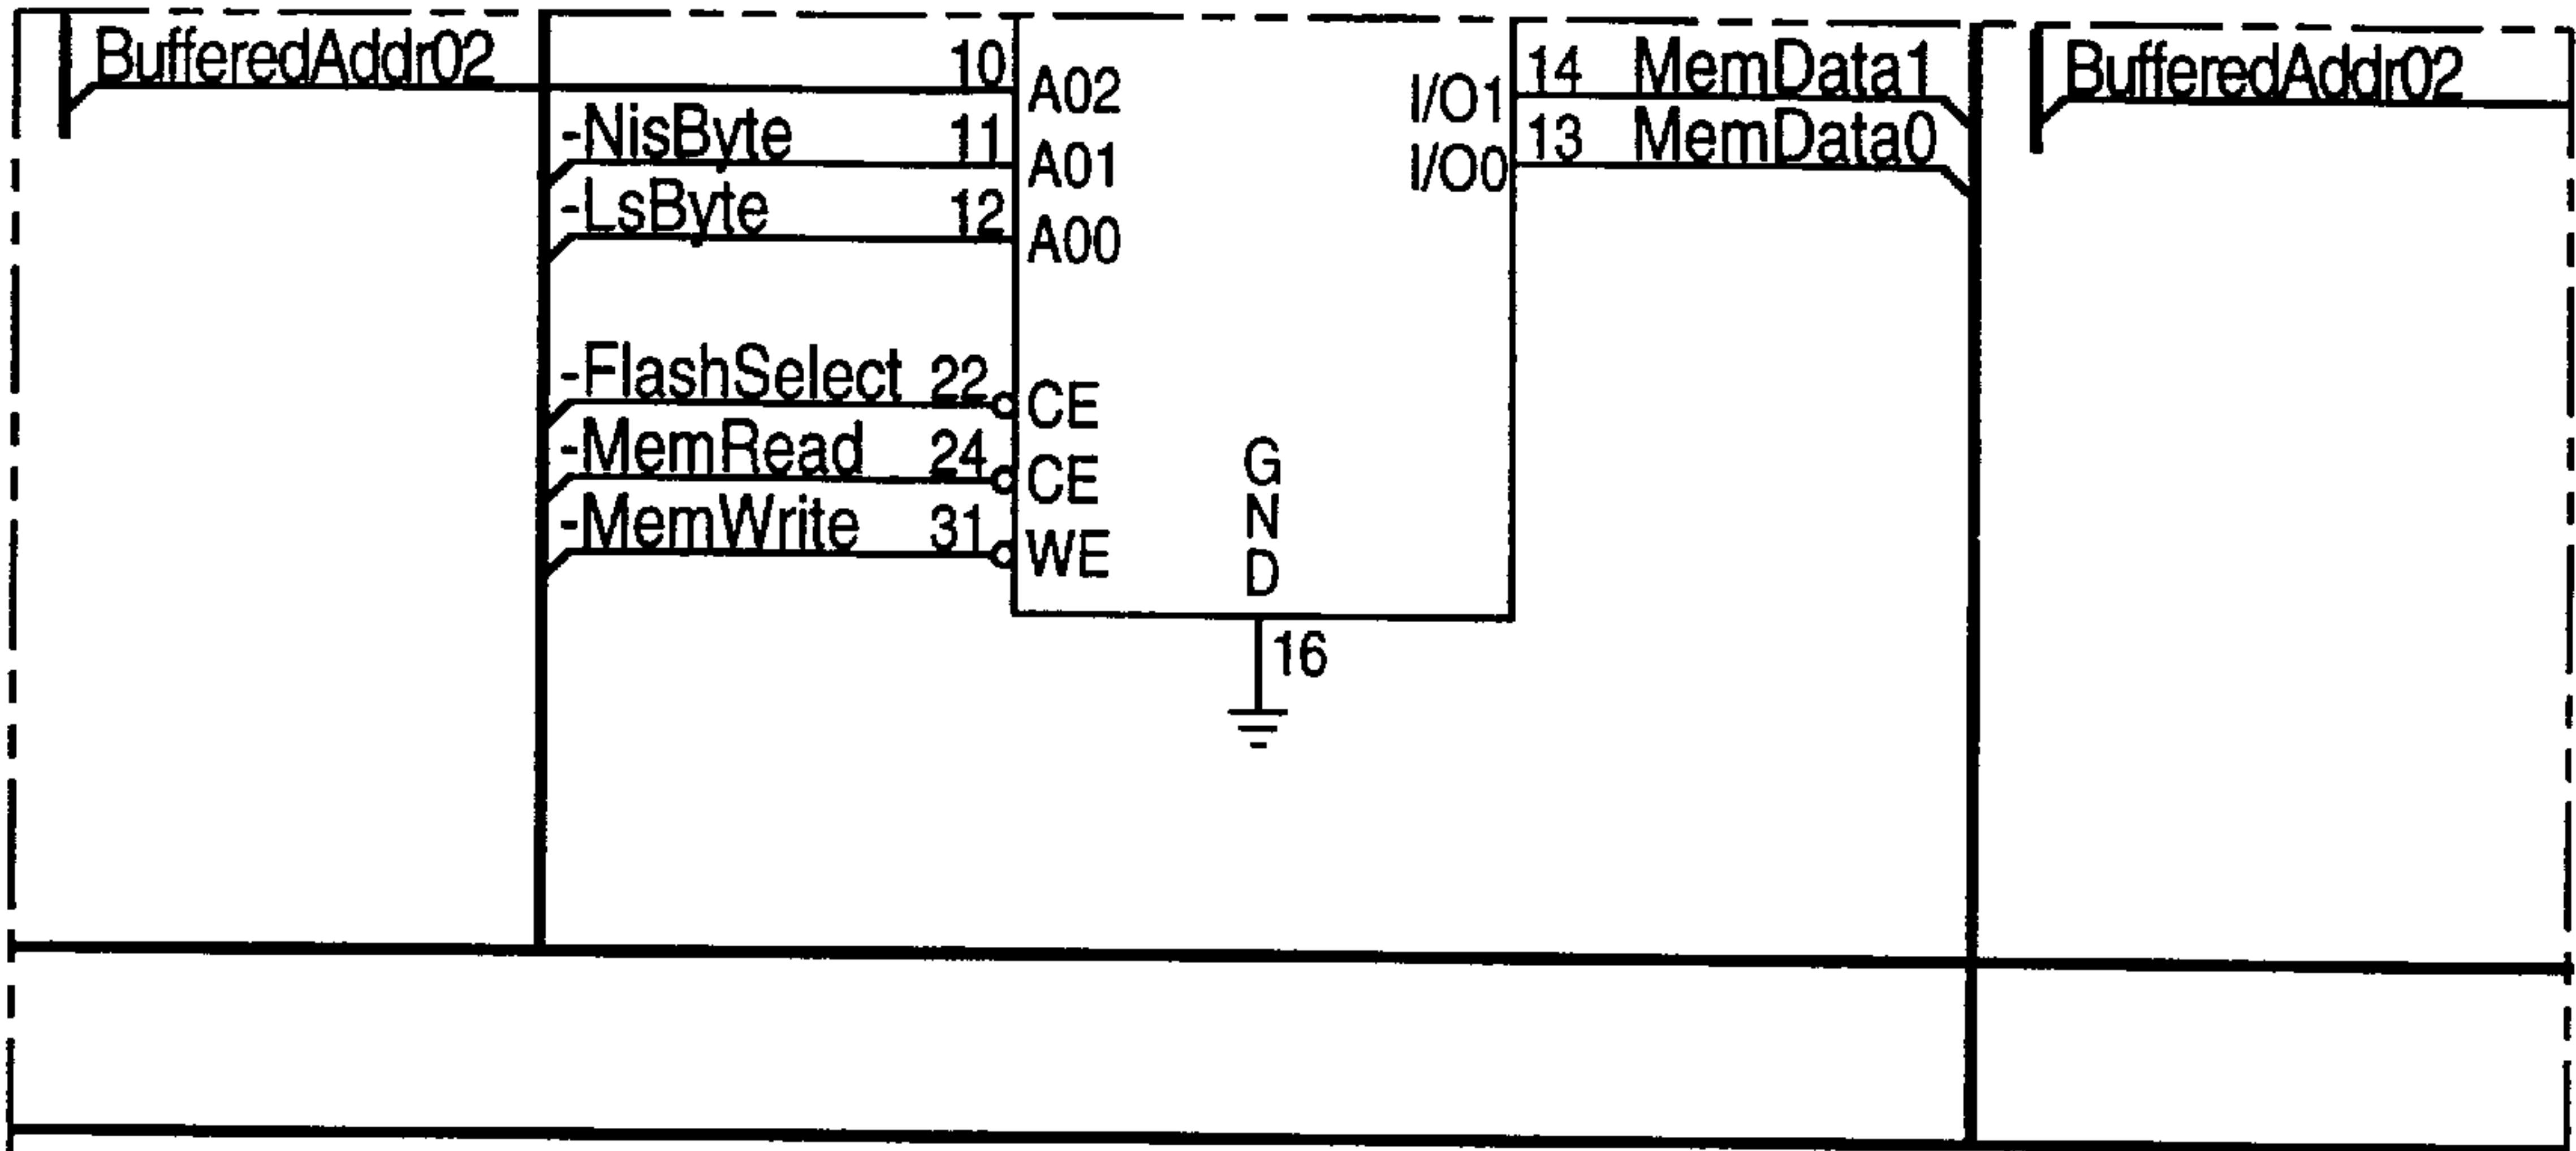 BufferedAddr02 10 A02 I/O1 14 MemData1 BufferedAddr02
-NisByte 11 A01 I/O0 13 MemData0
-LsByte 12 A00
-FlashSelect 22 CE
-MemRead 24 CE
-MemWrite 31 WE
G
N
D
16